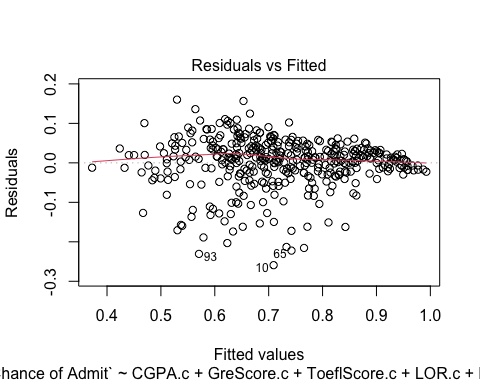 Residuals vs Fitted
Residuals
0.2
0.1
0.0
-0.1
-0.3
93
65
10
0.4 0.5 0.6 0.7 0.8 0.9 1.0
Fitted values
Chance of Admit` ~ CGPA.c + GreScore.c + ToeflScore.c + LOR.c +